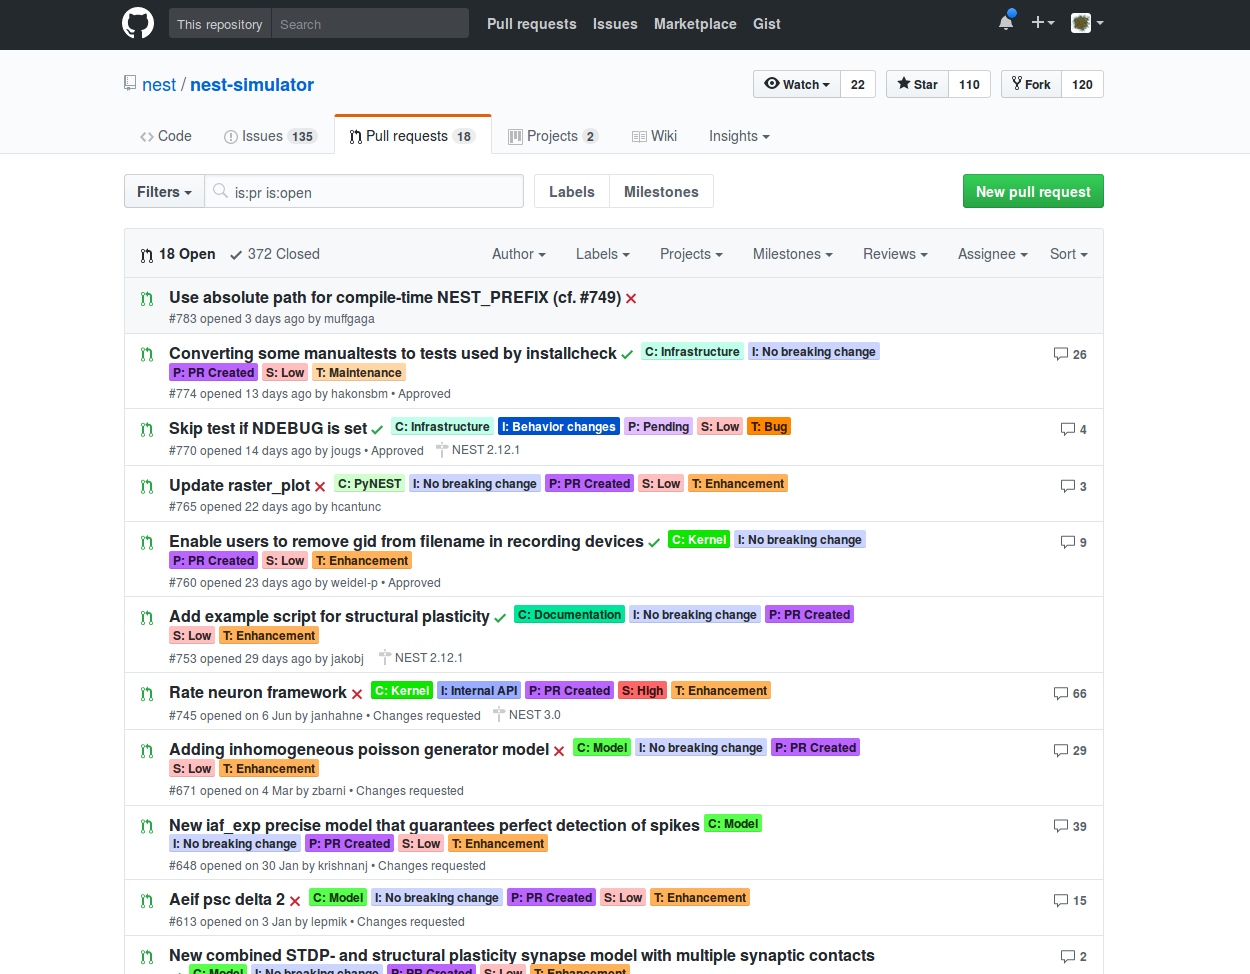 This repository Search Pull requests Issues Marketplace Gist
nest / nest-simulator Watch 22 Star 110 Fork 120
Code Issues 135 Pull requests 18 Projects 2 Wiki Insights
Filters is:pr is:open Labels Milestones New pull request
18 Open 372 Closed Author Labels Projects Milestones Reviews Assignee Sort
Use absolute path for compile-time NEST_PREFIX (cf. #749)
#783 opened 3 days ago by muffgaga
Converting some manualtests to tests used by installcheck C: Infrastructure I: No breaking change 26
P: PR Created S: Low T: Maintenance
#774 opened 13 days ago by hakonsbm • Approved
Skip test if NDEBUG is set C: Infrastructure I: Behavior changes P: Pending S: Low T: Bug 4
#770 opened 14 days ago by jougs • Approved NEST 2.12.1
Update raster_plot C: PyNEST I: No breaking change P: PR Created S: Low T: Enhancement 3
#765 opened 22 days ago by hcantunc
Enable users to remove gid from filename in recording devices C: Kernel I: No breaking change 9
P: PR Created S: Low T: Enhancement
#760 opened 23 days ago by weidel-p • Approved
Add example script for structural plasticity C: Documentation I: No breaking change P: PR Created
S: Low T: Enhancement
#753 opened 29 days ago by jakobj NEST 2.12.1
Rate neuron framework C: Kernel I: Internal API P: PR Created S: High T: Enhancement 66
#745 opened on 6 Jun by janhahne • Changes requested NEST 3.0
Adding inhomogeneous poisson generator model C: Model I: No breaking change P: PR Created 29
S: Low T: Enhancement
#671 opened on 4 Mar by zbarni • Changes requested
New iaf_exp precise model that guarantees perfect detection of spikes C: Model 39
I: No breaking change P: PR Created S: Low T: Enhancement
#648 opened on 30 Jan by krishnanj • Changes requested
Aeif psc delta 2 C: Model I: No breaking change P: PR Created S: Low T: Enhancement 15
#613 opened on 3 Jan by lepmik • Changes requested
New combined STDP- and structural plasticity synapse model with multiple synaptic contacts 2
C: Model I: No breaking change P: PR Created S: Low T: Enhancement